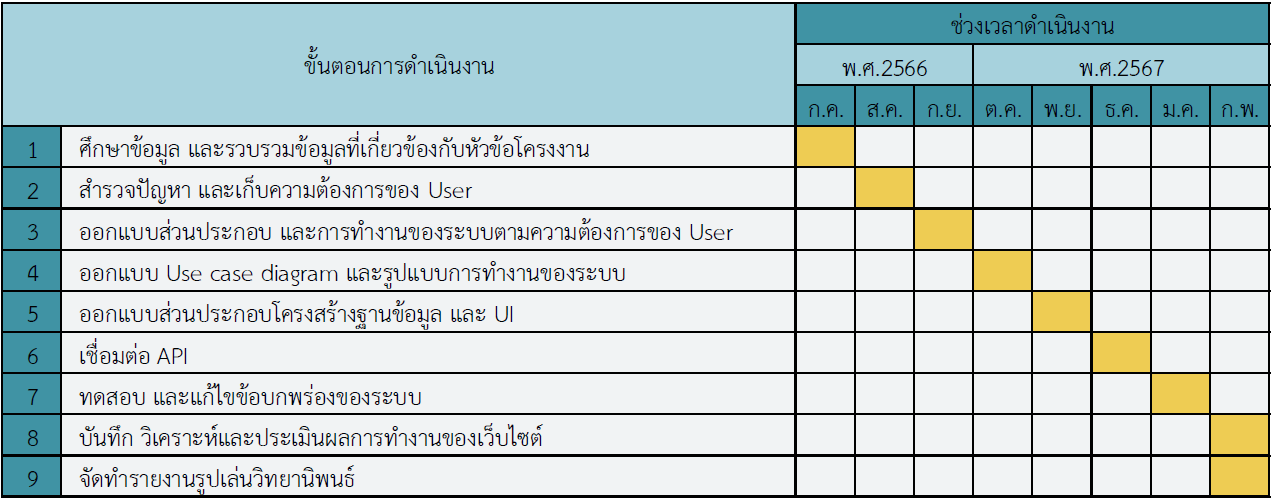 ขั้นตอนการดำเนินงาน
ช่วงเวลาดำเนินงาน
พ.ศ.2566 พ.ศ.2567
ก.ค. ส.ค. ก.ย. ต.ค. พ.ย. ธ.ค. ม.ค. ก.พ.
1 ศึกษาข้อมูล และรวบรวมข้อมูลที่เกี่ยวข้องกับหัวข้อโครงงาน
2 สำรวจปัญหา และเก็บความต้องการของ User
3 ออกแบบส่วนประกอบ และการทำงานของระบบตามความต้องการของ User
4 ออกแบบ Use case diagram และรูปแบบการทำงานของระบบ
5 ออกแบบส่วนประกอบโครงสร้างฐานข้อมูล และ UI
6 เชื่อมต่อ API
7 ทดสอบ และแก้ไขข้อบกพร่องของระบบ
8 บันทึก วิเคราะห์และประเมินผลการทำงานของเว็บไซต์
9 จัดทำรายงานรูปเล่มวิทยานิพนธ์